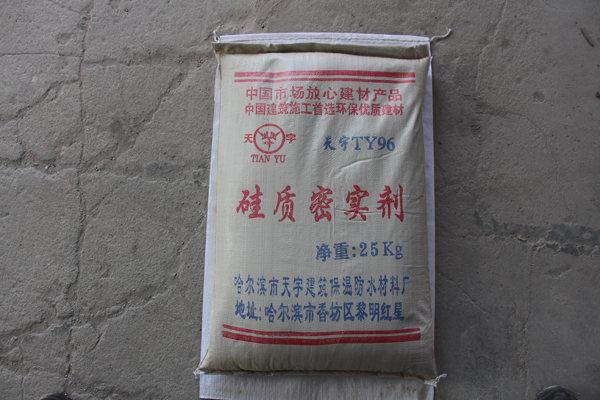 中国市场放心建材产品
中国建筑施工首选环保优质建材
天 宇
TIAN YU
天宇TY96
硅质密实剂
净重:25Kg
哈尔滨市天宇建筑保温防水材料厂
地址:哈尔滨市香坊区黎明红星